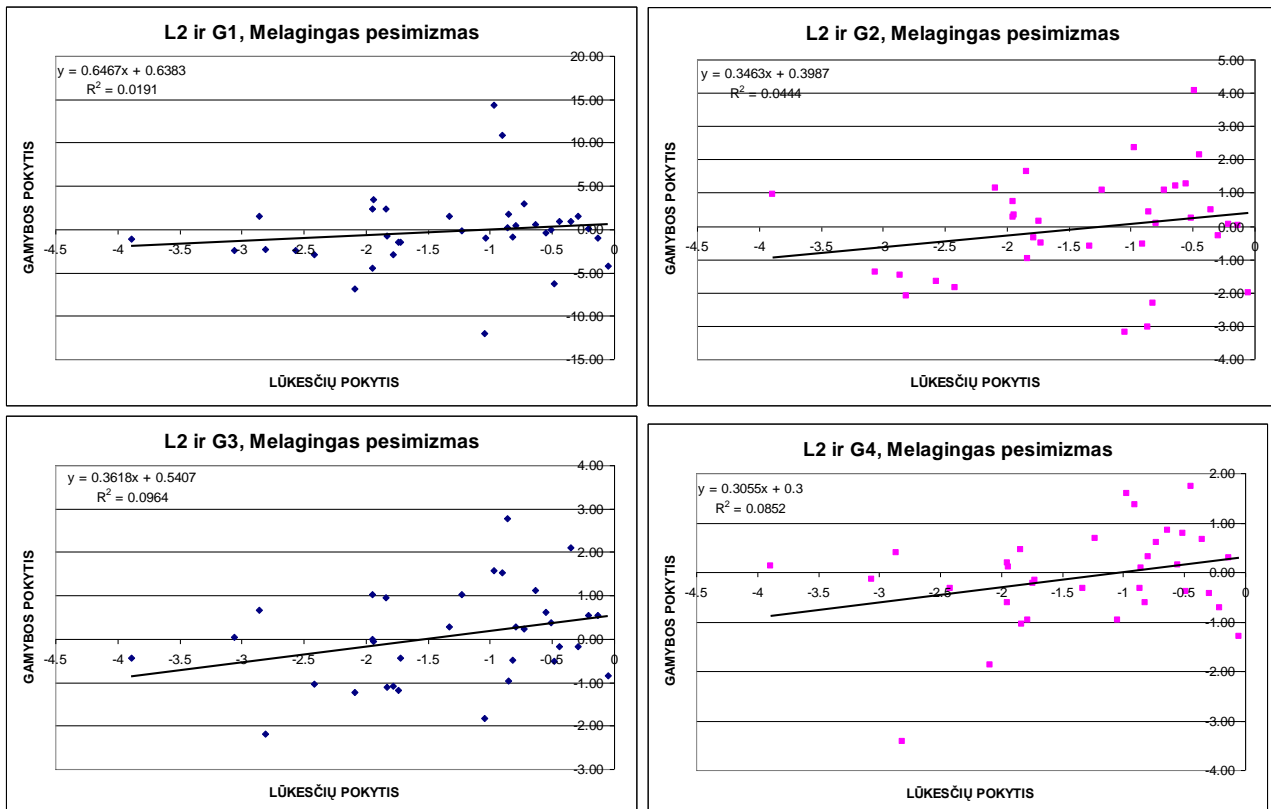 L2 ir G1, Melagingas pesimizmas
y = 0.6467x + 0.6383
R² = 0.0191
20.00
15.00
10.00
5.00
0.00
-5.00
-10.00
-15.00
-4.5 -4 -3.5 -3 -2.5 -2 -1.5 -1 -0.5 0
GAMYBOS POKYTIS
LŪKESČIŲ POKYTIS
L2 ir G2, Melagingas pesimizmas
y = 0.3463x + 0.3987
R² = 0.0444
5.00
4.00
3.00
2.00
1.00
0.00
-1.00
-2.00
-3.00
-4.00
-4.5 -4 -3.5 -3 -2.5 -2 -1.5 -1 -0.5 0
GAMYBOS POKYTIS
LŪKESČIŲ POKYTIS
L2 ir G3, Melagingas pesimizmas
y = 0.3618x + 0.5407
R² = 0.0964
4.00
3.00
2.00
1.00
0.00
-1.00
-2.00
-3.00
-4.5 -4 -3.5 -3 -2.5 -2 -1.5 -1 -0.5 0
GAMYBOS POKYTIS
LŪKESČIŲ POKYTIS
L2 ir G4, Melagingas pesimizmas
y = 0.3055x + 0.3
R² = 0.0852
2.00
1.00
0.00
-1.00
-2.00
-3.00
-4.00
-4.5 -4 -3.5 -3 -2.5 -2 -1.5 -1 -0.5 0
GAMYBOS POKYTIS
LŪKESČIŲ POKYTIS